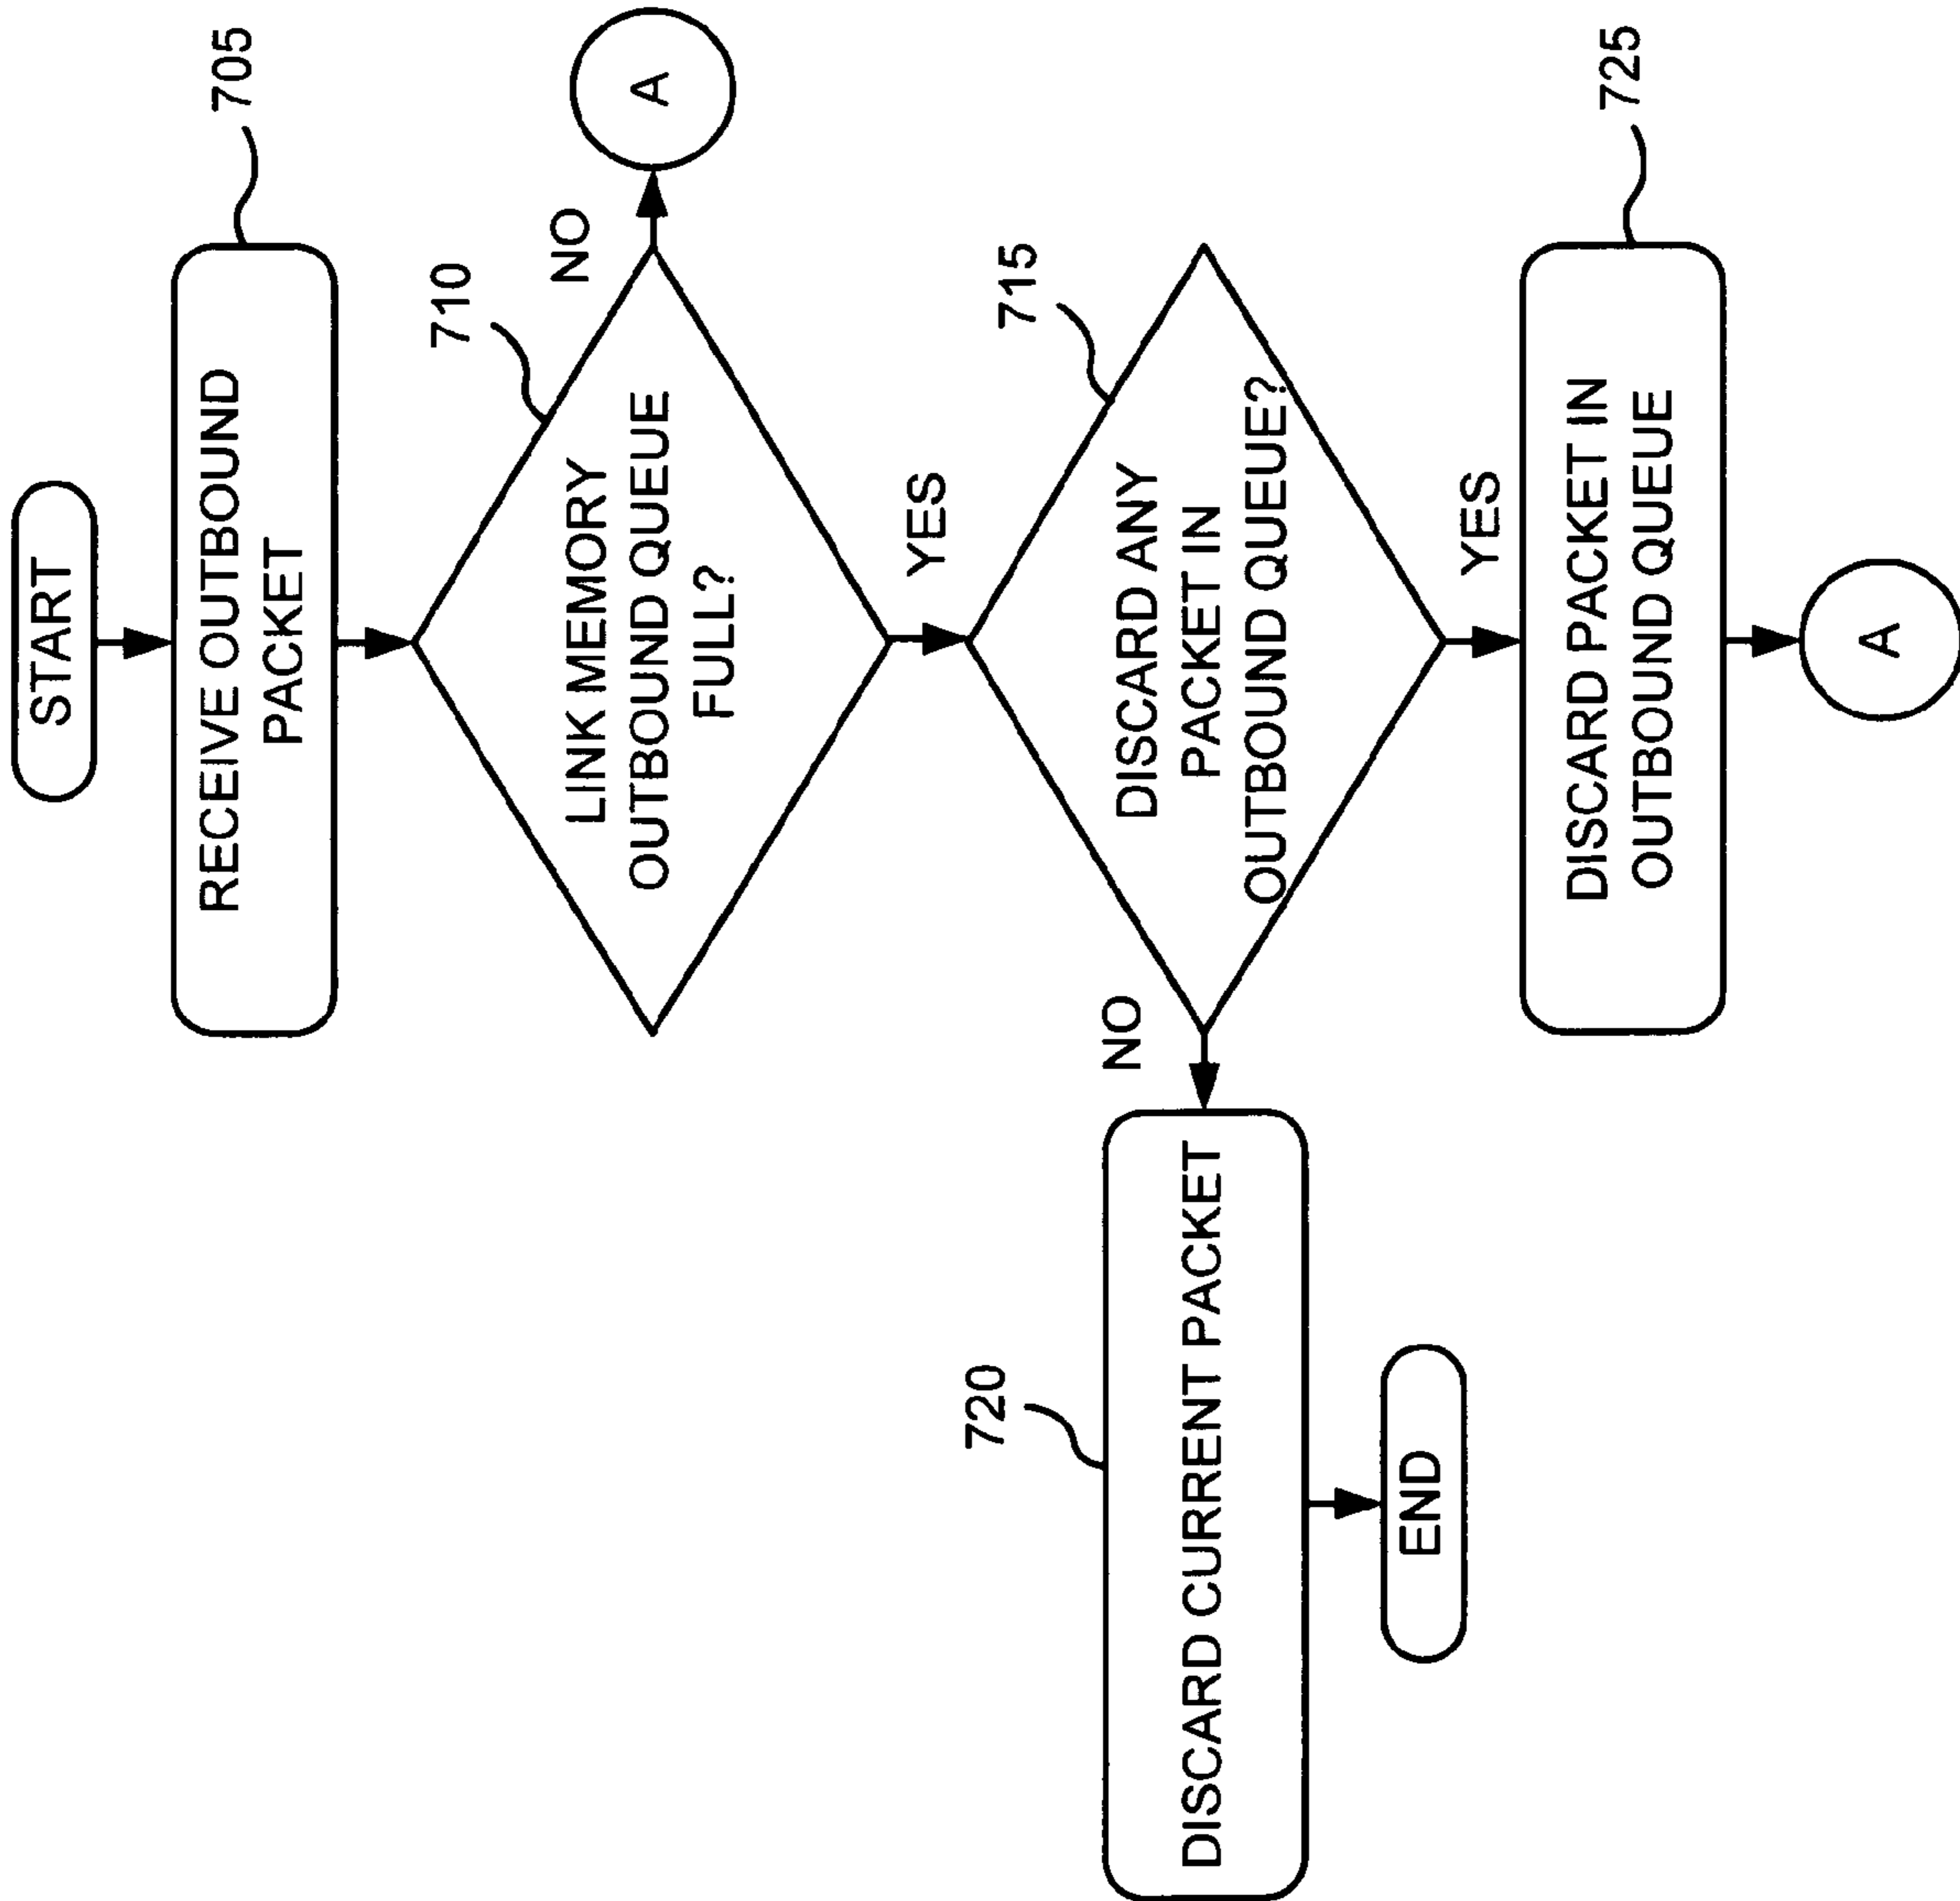 START
RECEIVE OUTBOUND
PACKET
705
LINK MEMORY
OUTBOUND QUEUE
FULL?
710
NO
A
YES
DISCARD ANY
PACKET IN
OUTBOUND QUEUE?
715
NO
720
DISCARD CURRENT PACKET
END
YES
DISCARD PACKET IN
OUTBOUND QUEUE
725
A